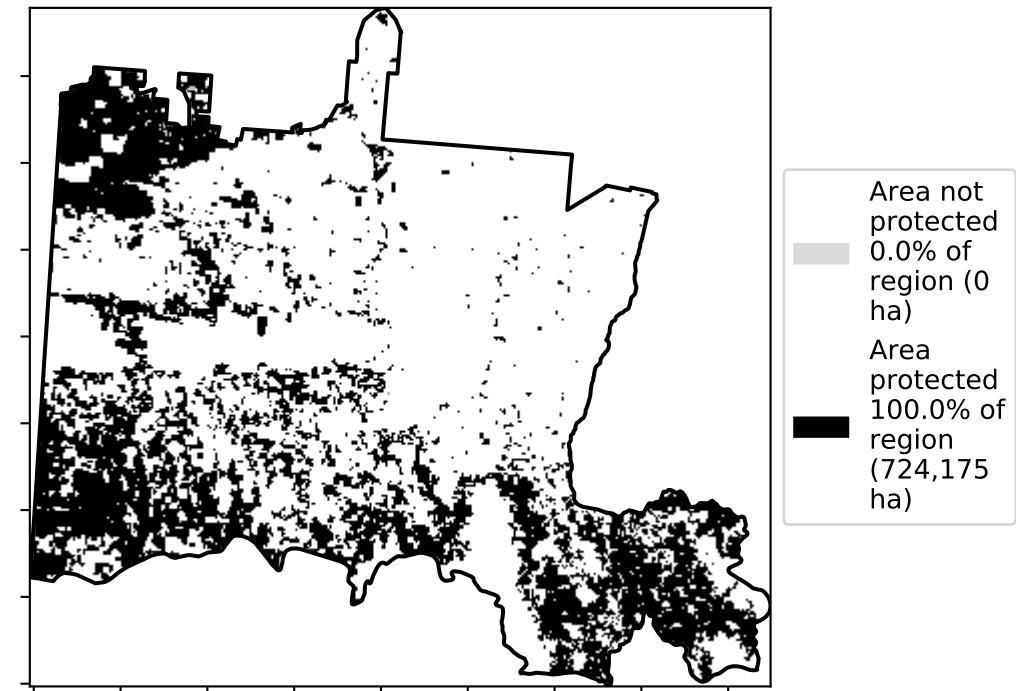 Area not
protected
0.0% of
region (0
ha)
Area
protected
100.0% of
region
(724,175
ha)